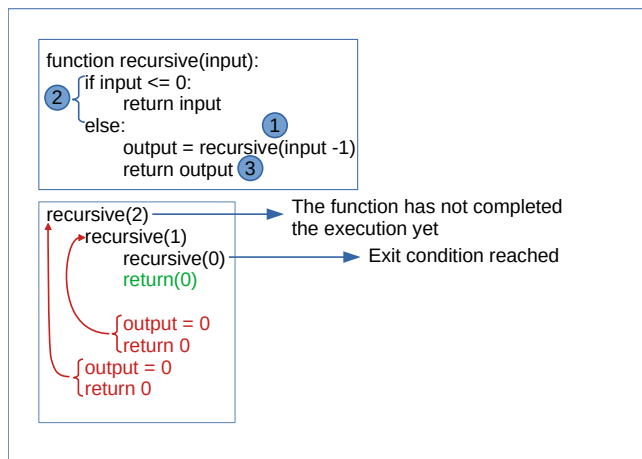 function recursive(input):
if input <= 0:
2
return input
else:
1
output = recursive(input -1)
return output 3
recursive(2)
The function has not completed
the execution yet
recursive(1)
recursive(0)
Exit condition reached
return(0)
output = 0
return 0
output = 0
return 0